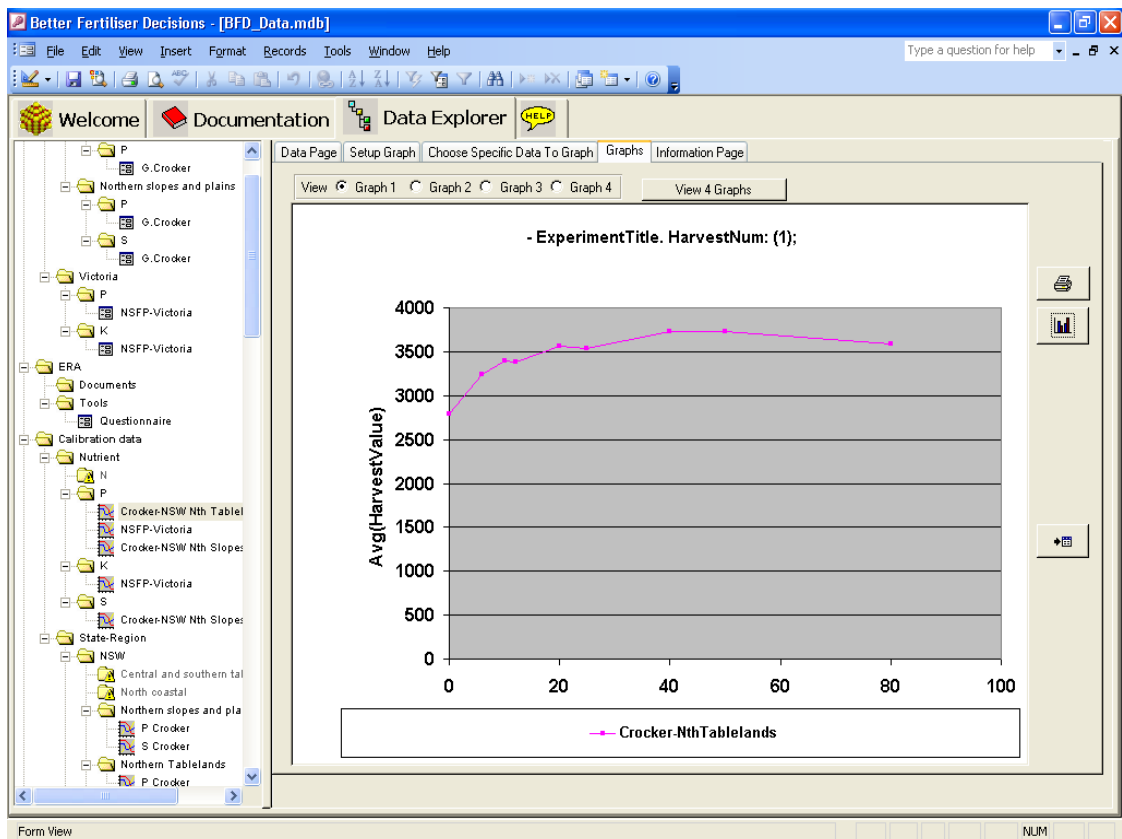 Better Fertiliser Decisions - [BFD_Data.mdb]
File Edit View Insert Format Records Tools Window Help
Type a question for help
Welcome Documentation Data Explorer HELP
P
G.Crocker
Northern slopes and plains
P
G.Crocker
S
G.Crocker
Victoria
P
NSFP-Victoria
K
NSFP-Victoria
ERA
Documents
Tools
Questionnaire
Calibration data
Nutrient
N
P
Crocker-NSW Nth Tablel
NSFP-Victoria
Crocker-NSW Nth Slopes
K
NSFP-Victoria
S
Crocker-NSW Nth Slopes
State-Region
NSW
Central and southern tal
North coastal
Northern slopes and pla
P Crocker
S Crocker
Northern Tablelands
P Crocker
Data Page Setup Graph Choose Specific Data To Graph Graphs Information Page
View Graph 1 Graph 2 Graph 3 Graph 4 View 4 Graphs
- ExperimentTitle. HarvestNum: (1);
Avg(HarvestValue)
4000
3500
3000
2500
2000
1500
1000
500
0
0 20 40 60 80 100
Crocker-NthTablelands
Form View NUM